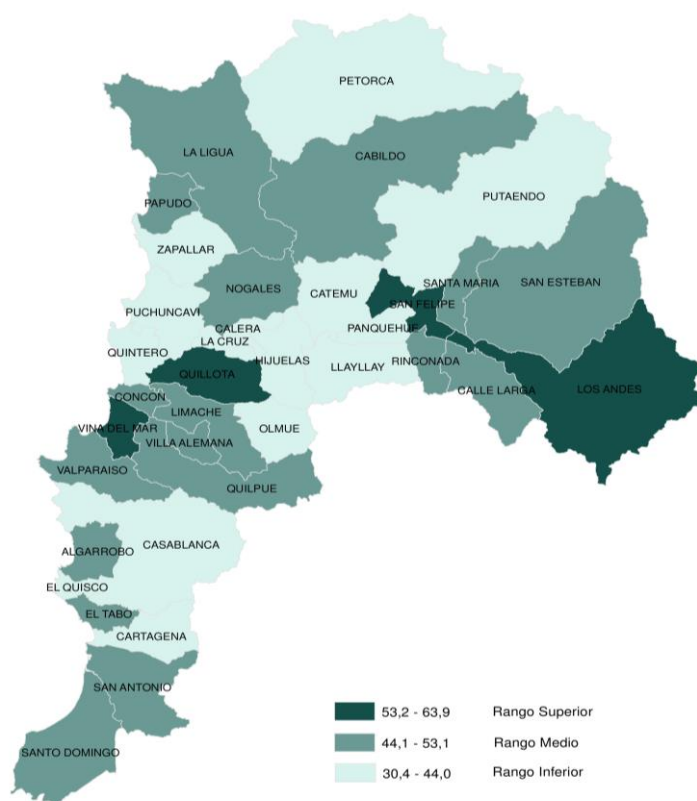 PETORCA
LA LIGUA
CABILDO
PUTAENDO
PAPUDO
ZAPALLAR
NOGALES
CATEMU
SANTA MARIA
SAN ESTEBAN
SAN FELIPE
PUCHUNCAVI
CALERA
PANQUEHUE
LA CRUZ
QUINTERO
HIJUELAS
LLAYLLAY
RINCONADA
QUILLOTA
CALLE LARGA
LOS ANDES
CONCON
LIMACHE
VINA DEL MAR
OLMUE
VILLA ALEMANA
VALPARAISO
QUILPUE
CASABLANCA
ALGARROBO
EL QUISCO
EL TABO
CARTAGENA
SAN ANTONIO
SANTO DOMINGO
53,2 - 63,9 Rango Superior
44,1 - 53,1 Rango Medio
30,4 - 44,0 Rango Inferior